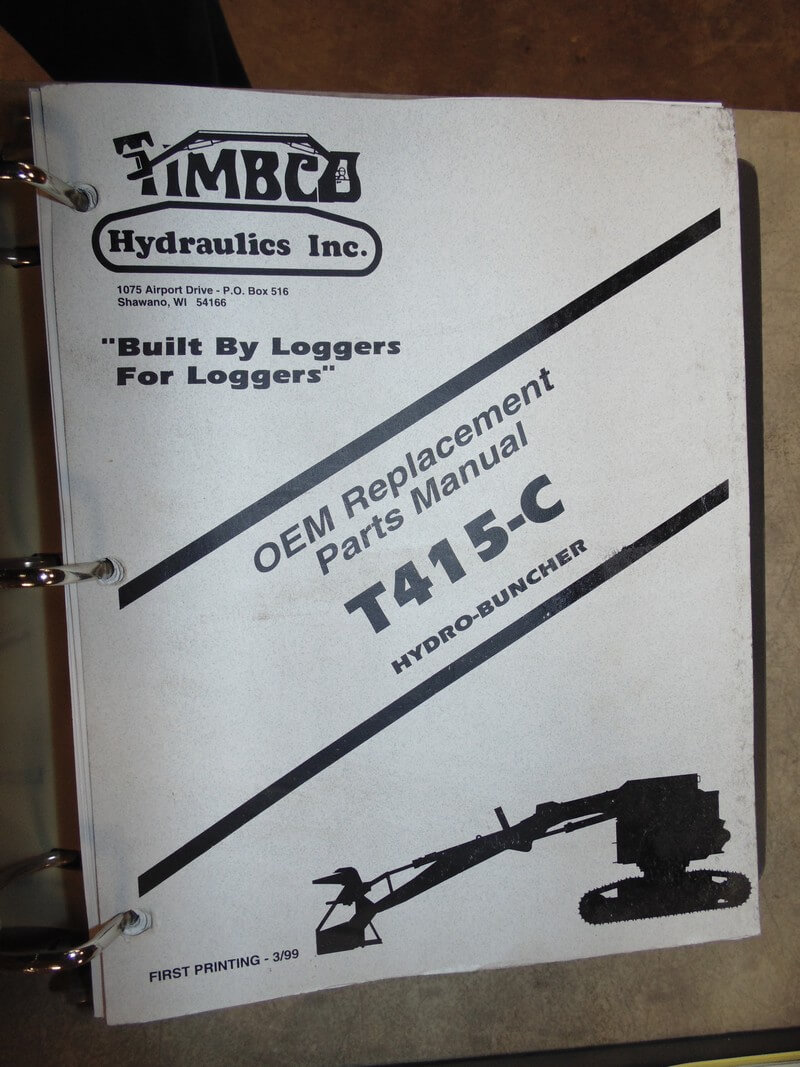 TIMBCO
Hydraulics Inc.
1075 Airport Drive - P.O. Box 516
Shawano, WI 54166
"Built By Loggers
For Loggers"
OEM Replacement
Parts Manual
T415-C
HYDRO-BUNCHER
FIRST PRINTING - 3/99